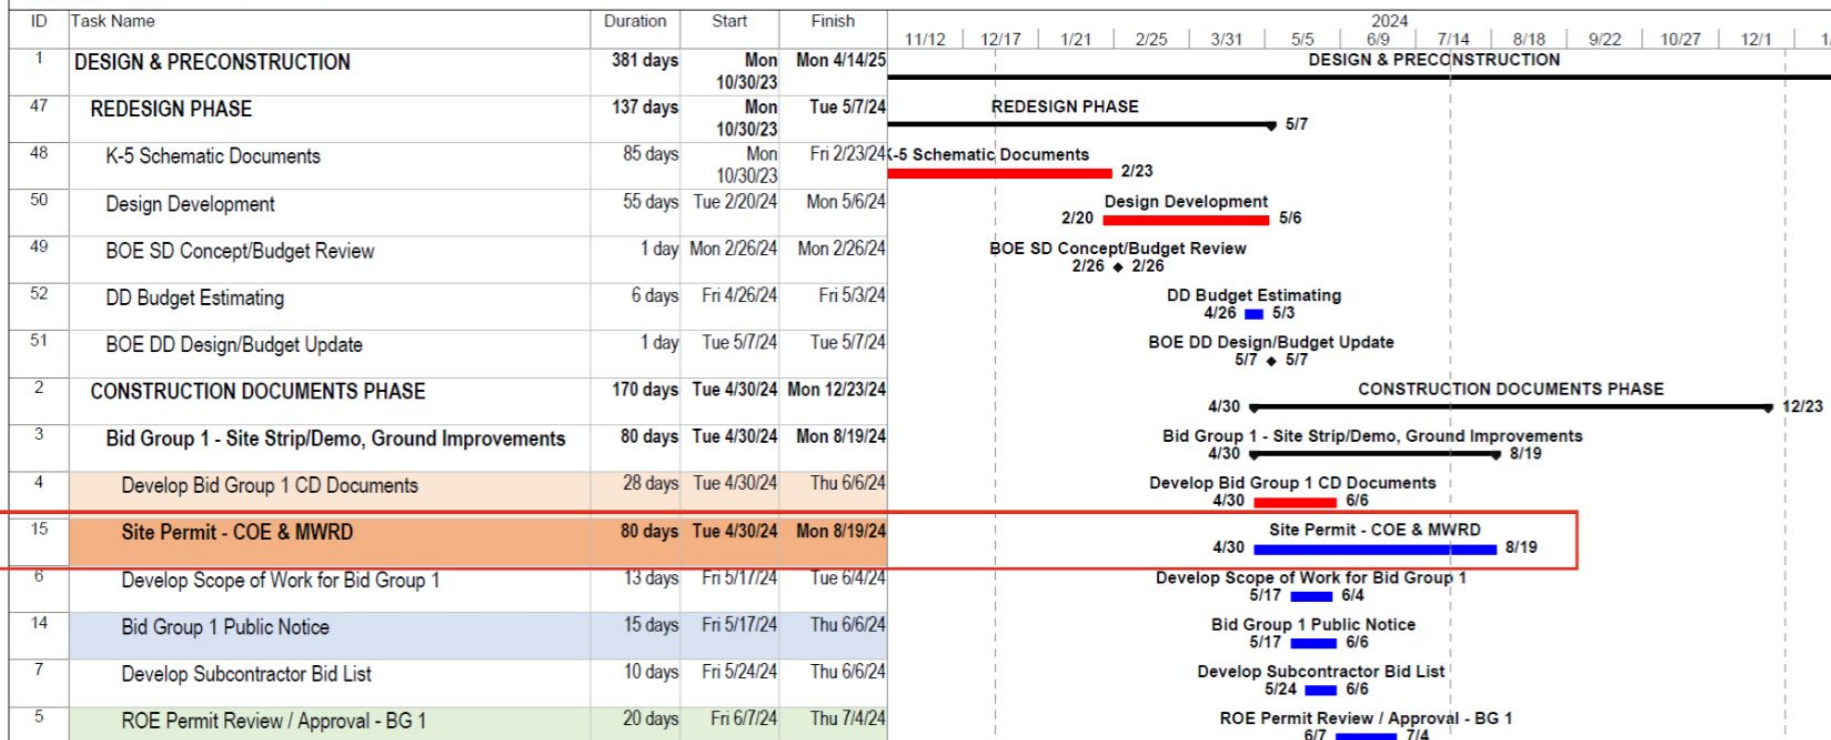 ID Task Name Duration Start Finish 2024
11/12 12/17 1/21 2/25 3/31 5/5 6/9 7/14 8/18 9/22 10/27 12/1
1 DESIGN & PRECONSTRUCTION 381 days Mon 10/30/23 Mon 4/14/25 DESIGN & PRECONSTRUCTION
47 REDESIGN PHASE 137 days Mon 10/30/23 Tue 5/7/24 REDESIGN PHASE
5/7
48 K-5 Schematic Documents 85 days Mon 10/30/23 Fri 2/23/24 K-5 Schematic Documents
2/23
50 Design Development 55 days Tue 2/20/24 Mon 5/6/24 Design Development
2/20 5/6
49 BOE SD Concept/Budget Review 1 day Mon 2/26/24 Mon 2/26/24 BOE SD Concept/Budget Review
2/26 2/26
52 DD Budget Estimating 6 days Fri 4/26/24 Fri 5/3/24 DD Budget Estimating
4/26 5/3
51 BOE DD Design/Budget Update 1 day Tue 5/7/24 Tue 5/7/24 BOE DD Design/Budget Update
5/7 5/7
2 CONSTRUCTION DOCUMENTS PHASE 170 days Tue 4/30/24 Mon 12/23/24 CONSTRUCTION DOCUMENTS PHASE
4/30 12/23
3 Bid Group 1 - Site Strip/Demo, Ground Improvements 80 days Tue 4/30/24 Mon 8/19/24 Bid Group 1 - Site Strip/Demo, Ground Improvements
4/30 8/19
4 Develop Bid Group 1 CD Documents 28 days Tue 4/30/24 Thu 6/6/24 Develop Bid Group 1 CD Documents
4/30 6/6
15 Site Permit - COE & MWRD 80 days Tue 4/30/24 Mon 8/19/24 Site Permit - COE & MWRD
4/30 8/19
6 Develop Scope of Work for Bid Group 1 13 days Fri 5/17/24 Tue 6/4/24 Develop Scope of Work for Bid Group 1
5/17 6/4
14 Bid Group 1 Public Notice 15 days Fri 5/17/24 Thu 6/6/24 Bid Group 1 Public Notice
5/17 6/6
7 Develop Subcontractor Bid List 10 days Fri 5/24/24 Thu 6/6/24 Develop Subcontractor Bid List
5/24 6/6
5 ROE Permit Review / Approval - BG 1 20 days Fri 6/7/24 Thu 7/4/24 ROE Permit Review / Approval - BG 1
6/7 7/4